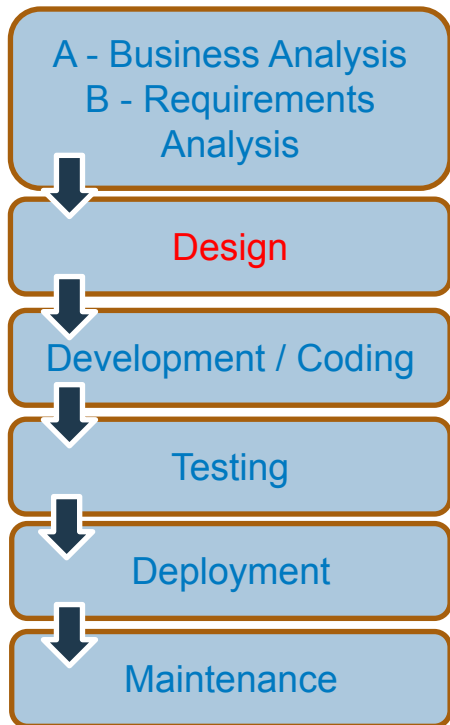 A - Business Analysis
B - Requirements
Analysis
Design
Development / Coding
Testing
Deployment
Maintenance